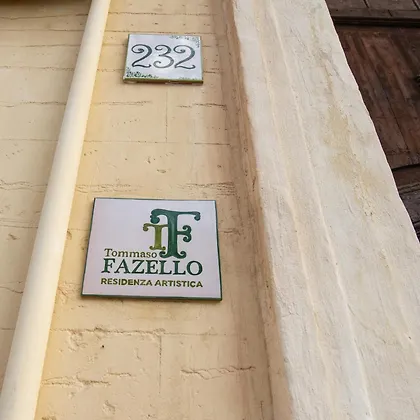 232
TF
Tommaso
FAZELLO
RESIDENZA ARTISTICA